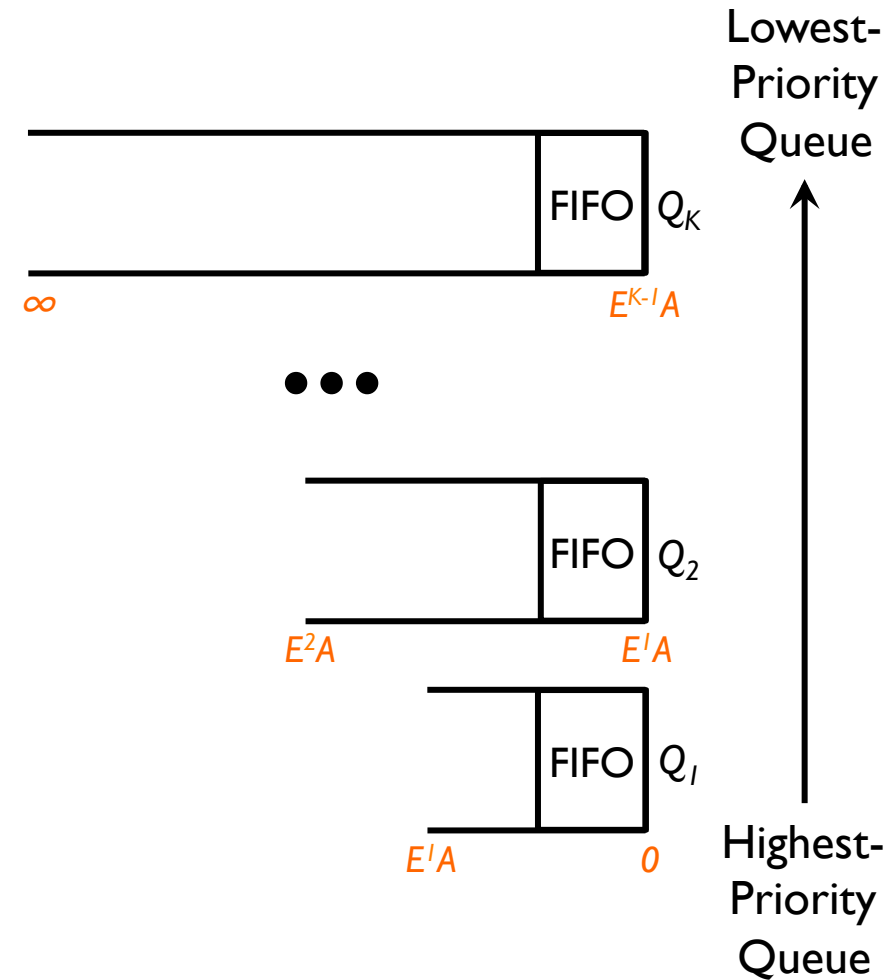 Lowest-
Priority
Queue
FIFO Q_K
∞ E^{K-1}A
FIFO Q_2
E^2A E^1A
FIFO Q_1
E^1A 0
Highest-
Priority
Queue